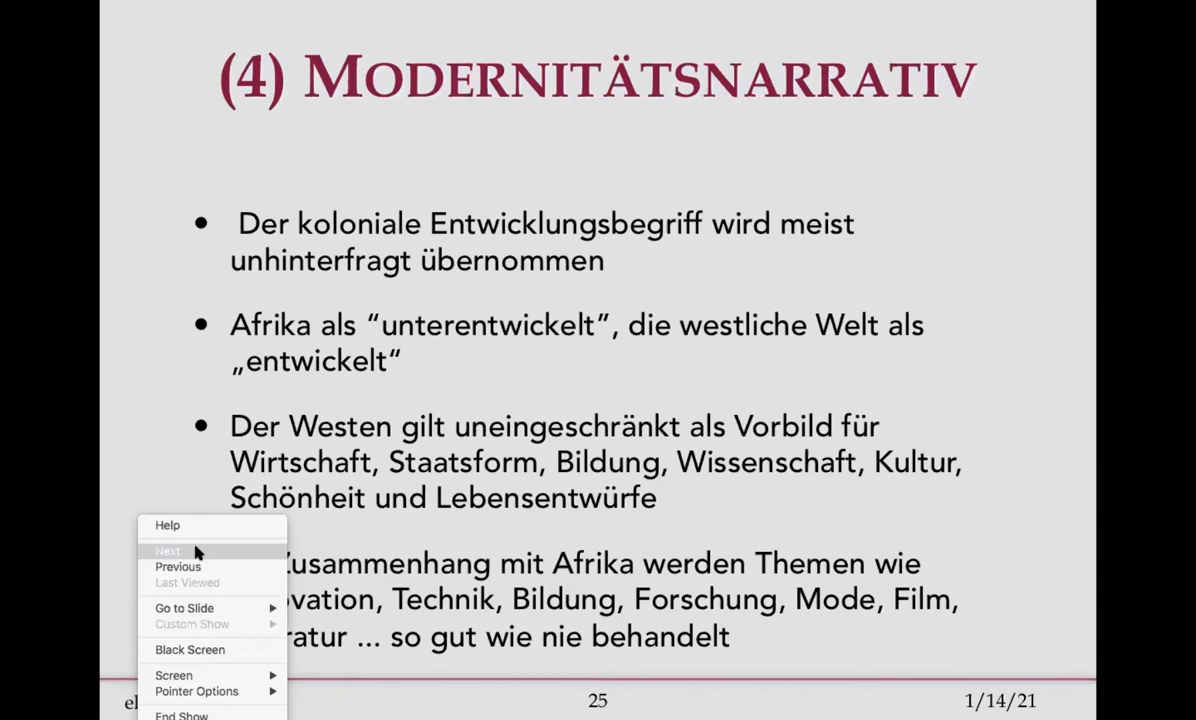 (4) MODERNITÄTSNARRATIV
• Der koloniale Entwicklungsbegriff wird meist
unhinterfragt übernommen
• Afrika als “unterentwickelt”, die westliche Welt als
„entwickelt“
• Der Westen gilt uneingeschränkt als Vorbild für
Wirtschaft, Staatsform, Bildung, Wissenschaft, Kultur,
Schönheit und Lebensentwürfe
Zusammenhang mit Afrika werden Themen wie
Technik, Bildung, Forschung, Mode, Film,
... so gut wie nie behandelt
Help
Next
Previous
Last Viewed
Go to Slide
Custom Show
Black Screen
Screen
Pointer Options
End Show
25
1/14/21